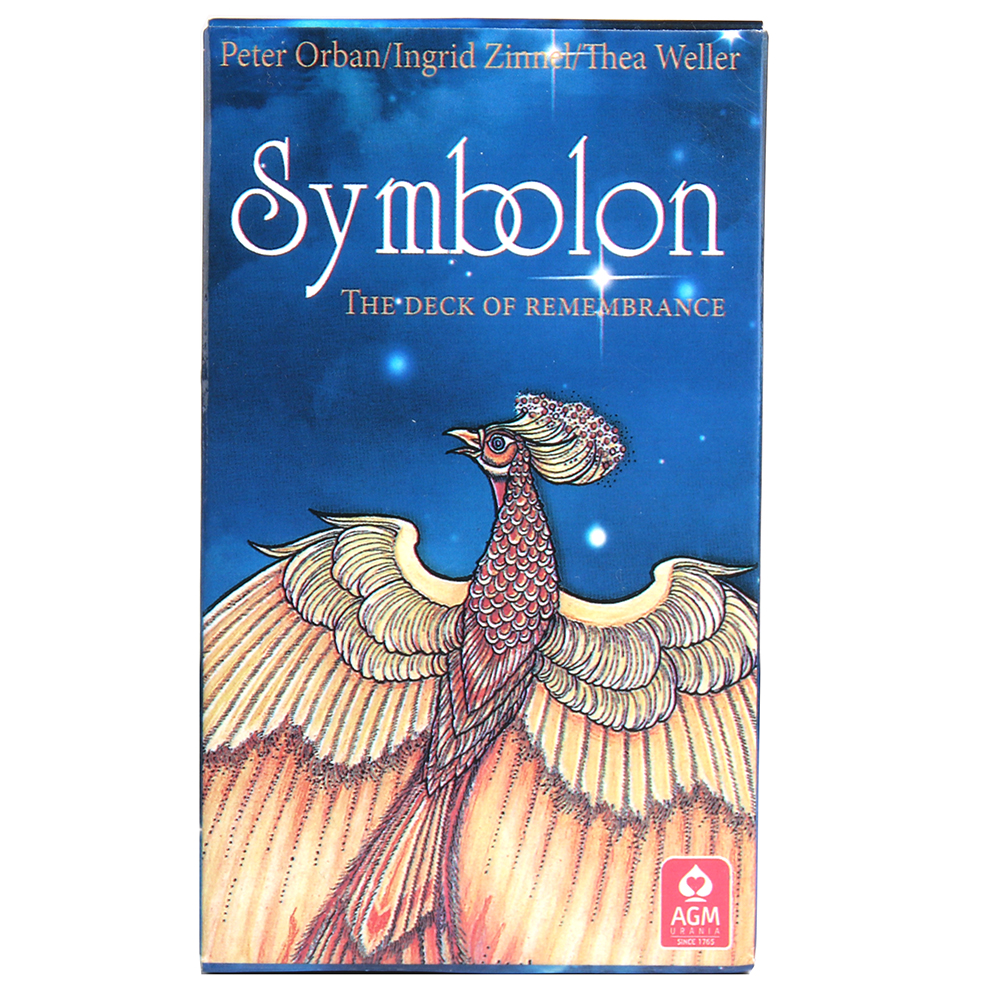 Peter Orban/Ingrid Zinnel/Thea Weller
Symbolon
THE DECK OF REMEMBRANCE
AGM
URANIA
SINCE 1765